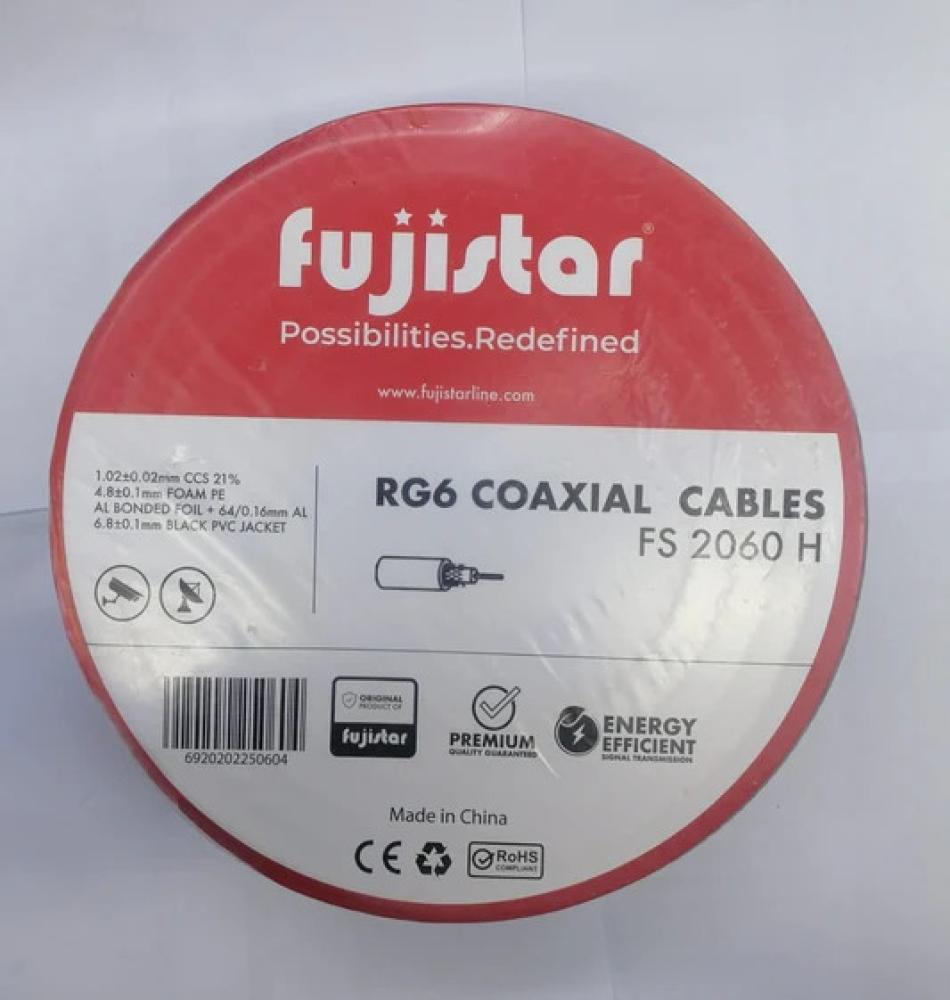 fujistar®
Possibilities.Redefined
www.fujistarline.com
1.02±0.02mm CCS 21%
4.8±0.1mm FOAM PE
AL BONDED FOIL + 64/0.16mm AL
6.8±0.1mm BLACK PVC JACKET
RG6 COAXIAL CABLES
FS 2060 H
6920202250604
ORIGINAL
PRODUCT OF
fujistar
PREMIUM
QUALITY GUARANTEED
ENERGY
EFFICIENT
SIGNAL TRANSMISSION
Made in China
CE
RoHS
COMPLIANT